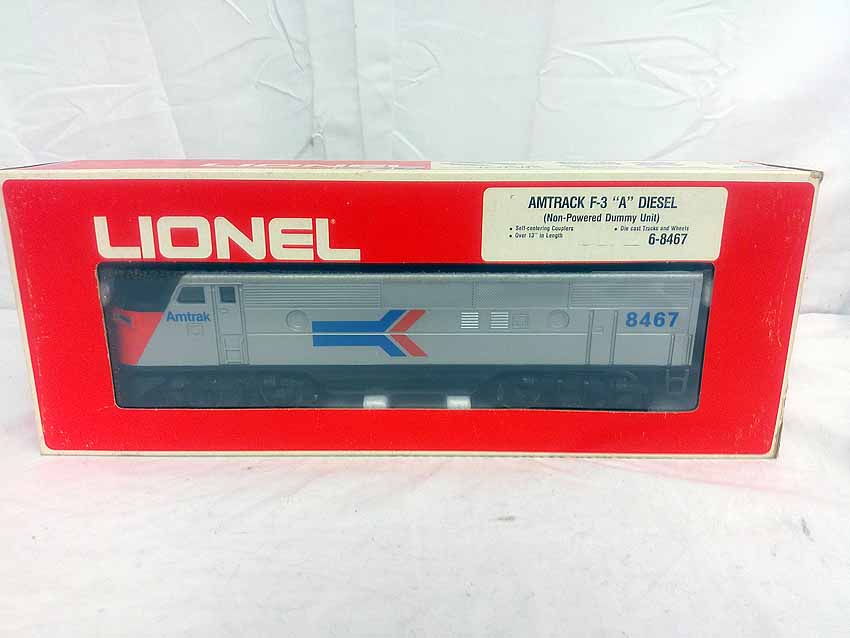 LIONEL
AMTRACK F-3 "A" DIESEL
(Non-Powered Dummy Unit)
• Self-centering Couplers • Die cast Trucks and Wheels
• Over 13" in Length
6-8467
LIONEL
Amtrak
8467